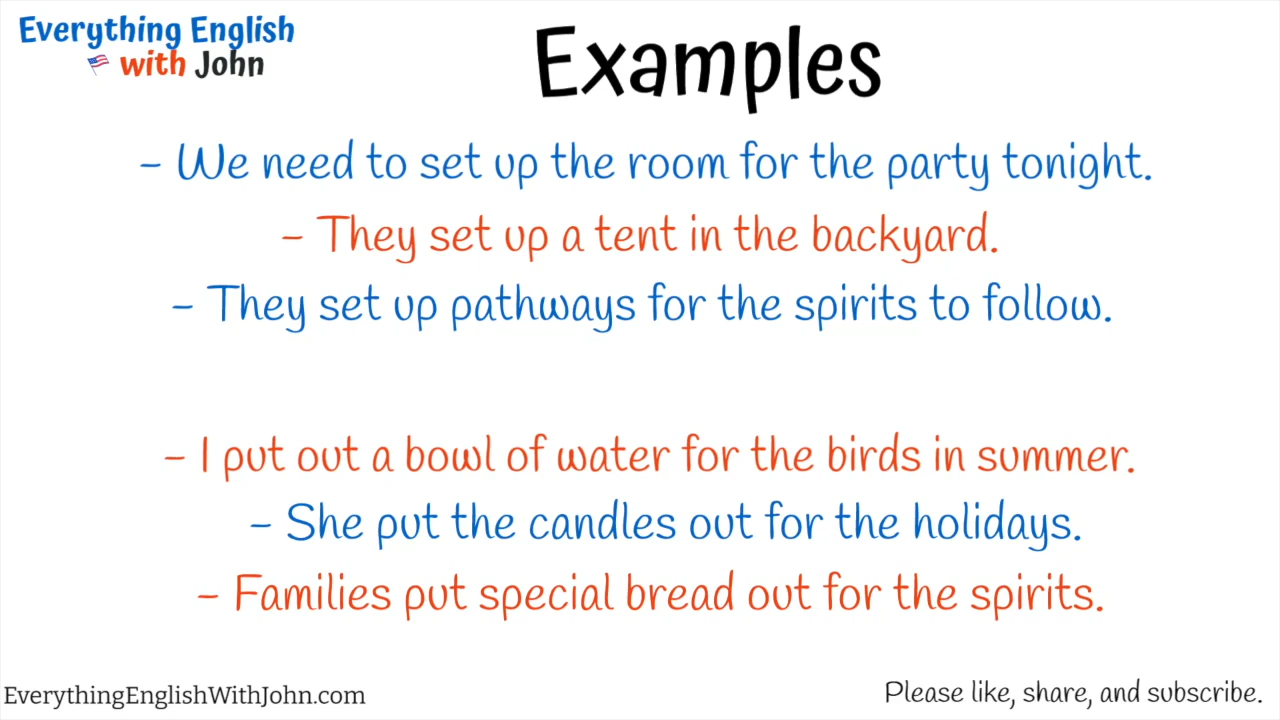 Everything English
with John
Examples
- We need to set up the room for the party tonight.
- They set up a tent in the backyard.
- They set up pathways for the spirits to follow.
- I put out a bowl of water for the birds in summer.
- She put the candles out for the holidays.
- Families put special bread out for the spirits.
EverythingEnglishWithJohn.com
Please like, share, and subscribe.